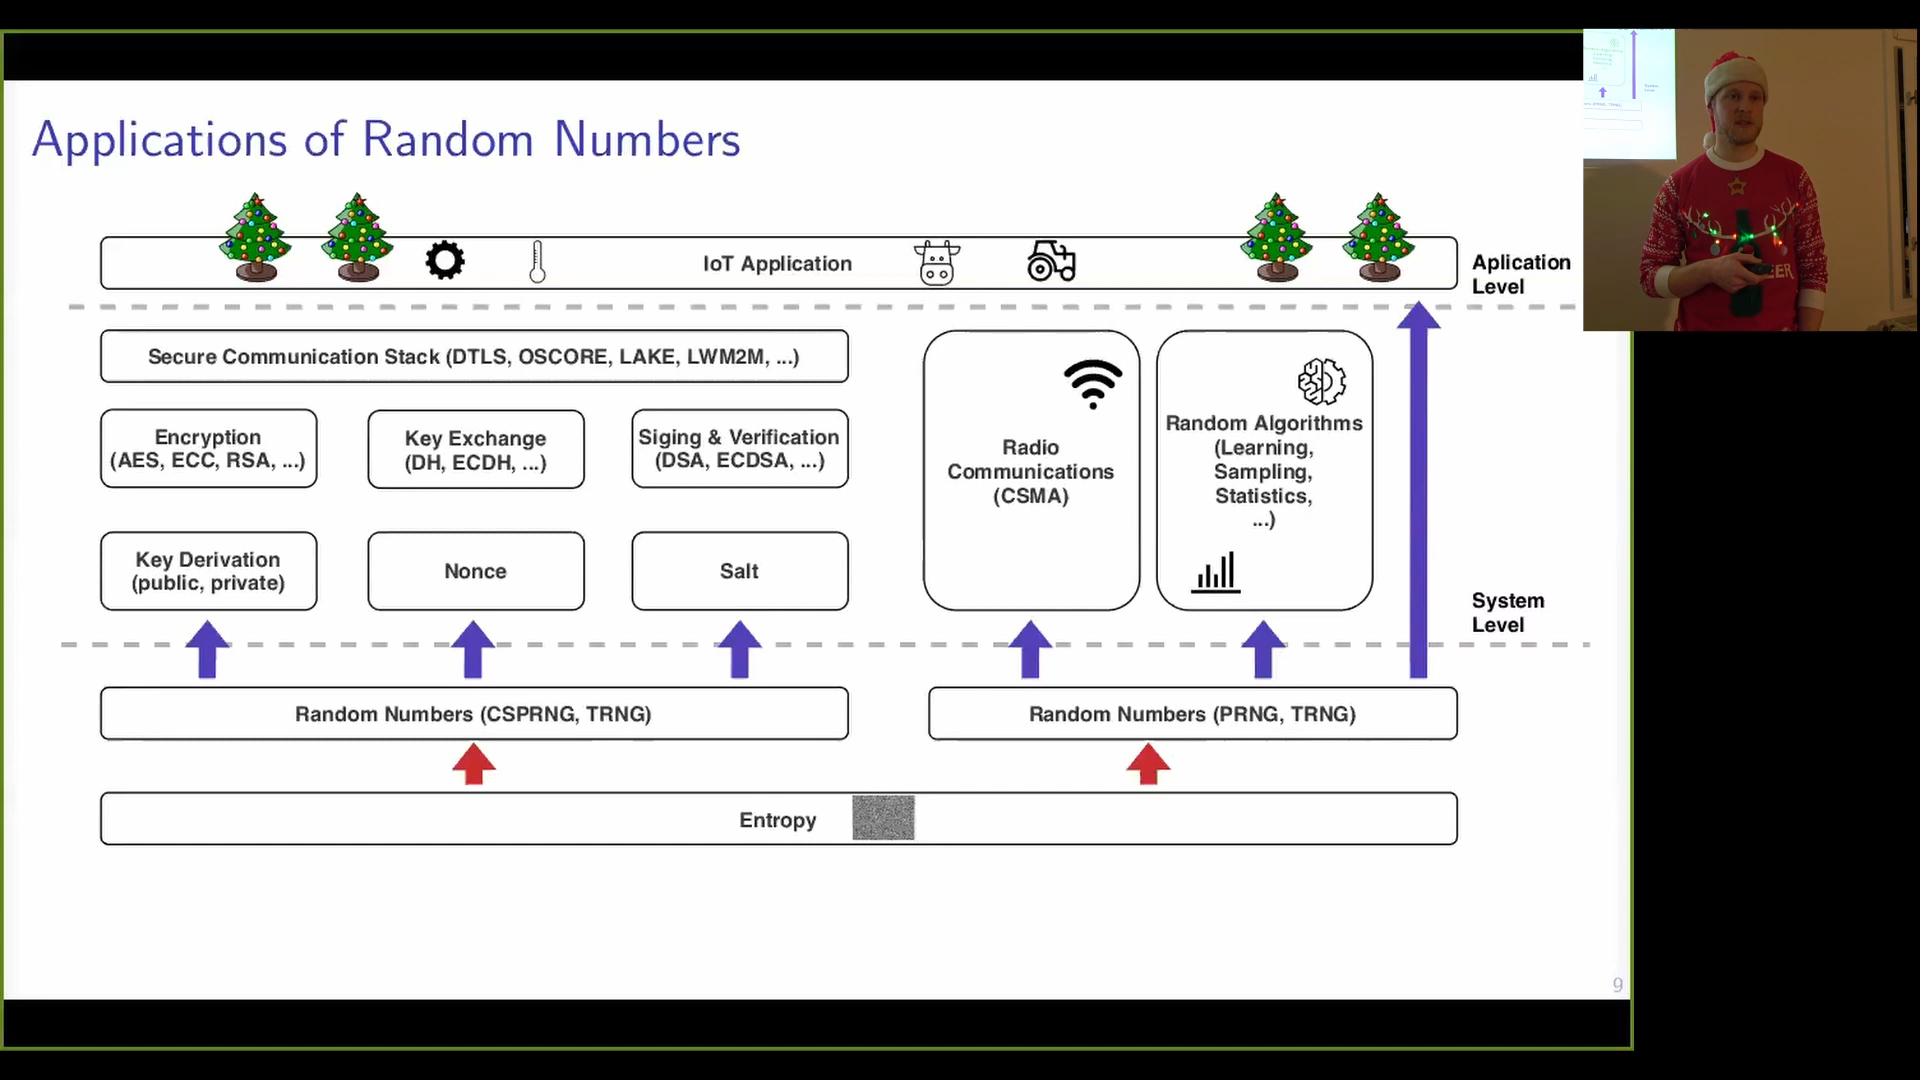 Applications of Random Numbers
IoT Application
Aplication
Level
Secure Communication Stack (DTLS, OSCORE, LAKE, LWM2M, ...)
Encryption
(AES, ECC, RSA, ...)
Key Exchange
(DH, ECDH, ...)
Siging & Verification
(DSA, ECDSA, ...)
Radio
Communications
(CSMA)
Random Algorithms
(Learning,
Sampling,
Statistics,
...)
Key Derivation
(public, private)
Nonce
Salt
System
Level
Random Numbers (CSPRNG, TRNG)
Random Numbers (PRNG, TRNG)
Entropy
9